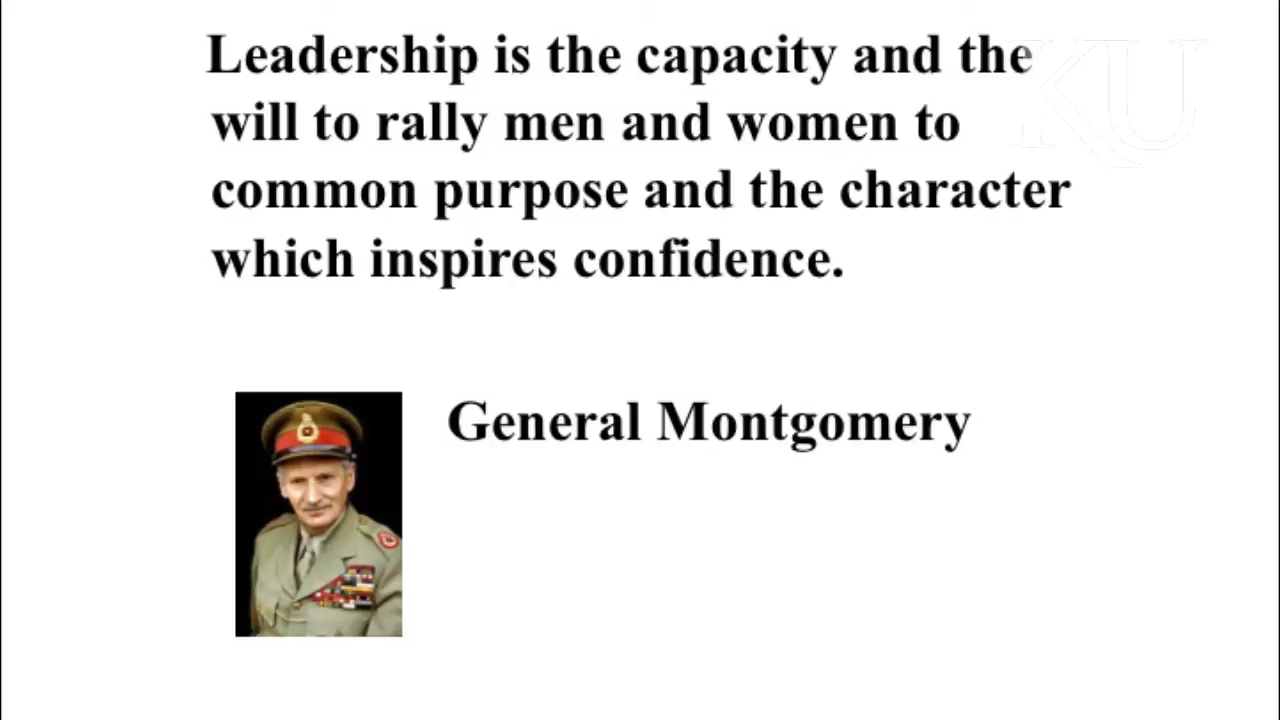 Leadership is the capacity and the
will to rally men and women to
common purpose and the character
which inspires confidence.
General Montgomery
KU